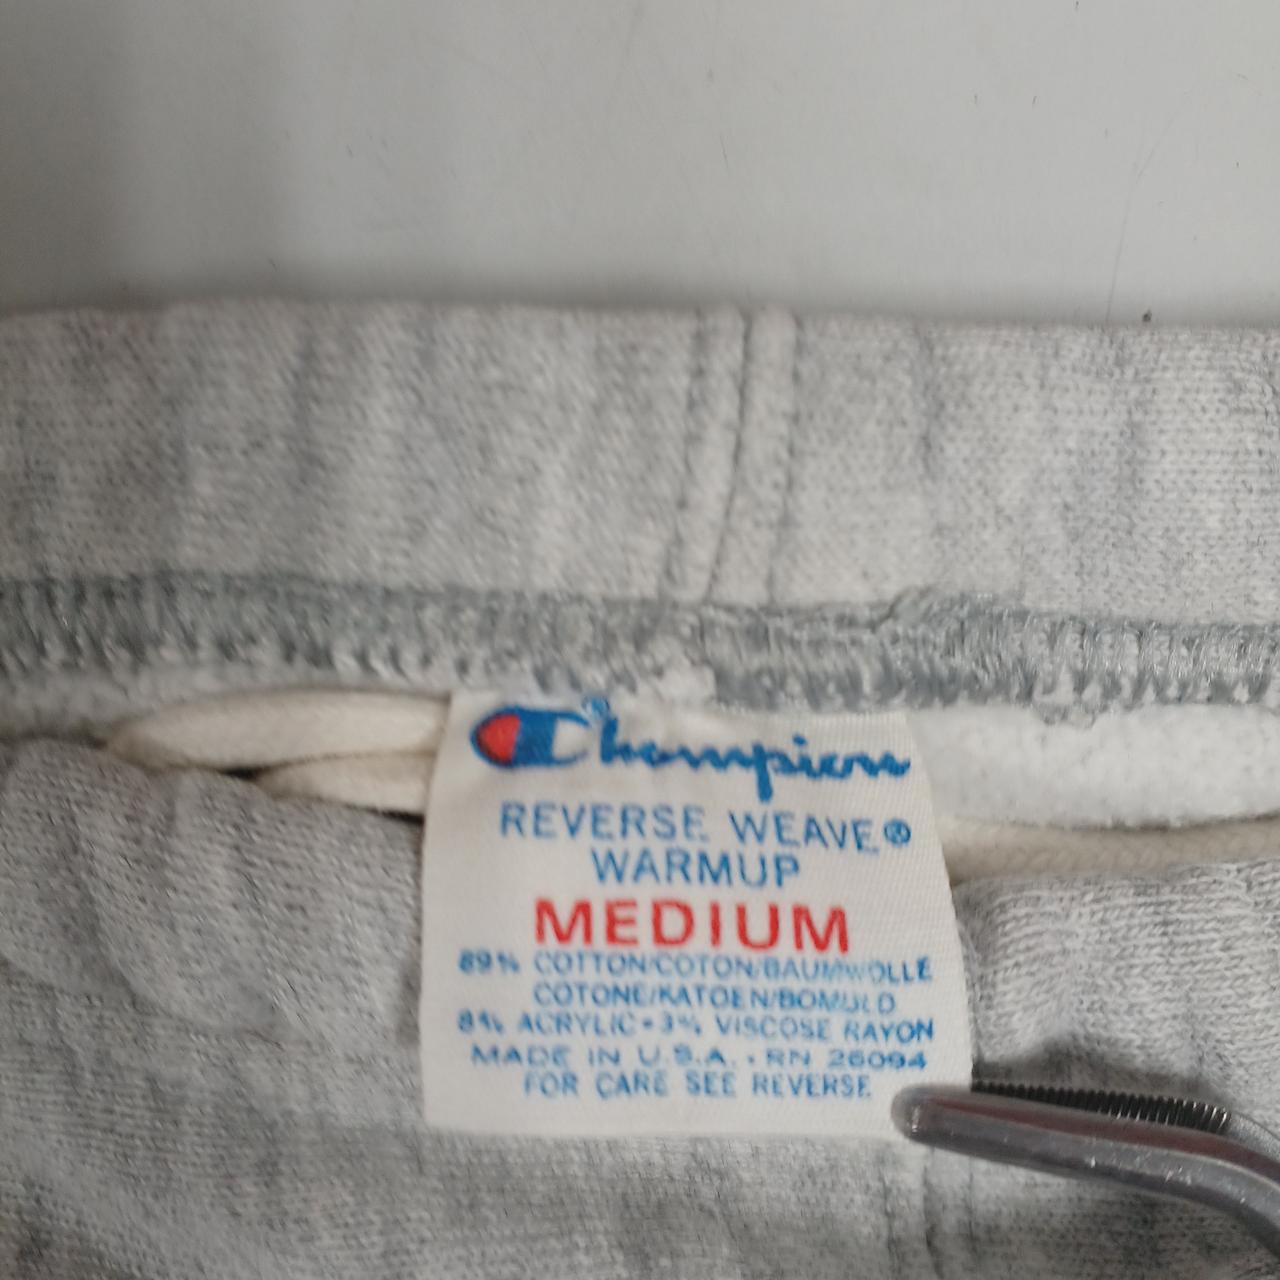 Champion®
REVERSE WEAVE®
WARMUP
MEDIUM
89% COTTON/COTON/BAUMWOLLE
COTONE/KATOEN/BOMULD
8% ACRYLIC • 3% VISCOSE RAYON
MADE IN U.S.A. • RN 26094
FOR CARE SEE REVERSE